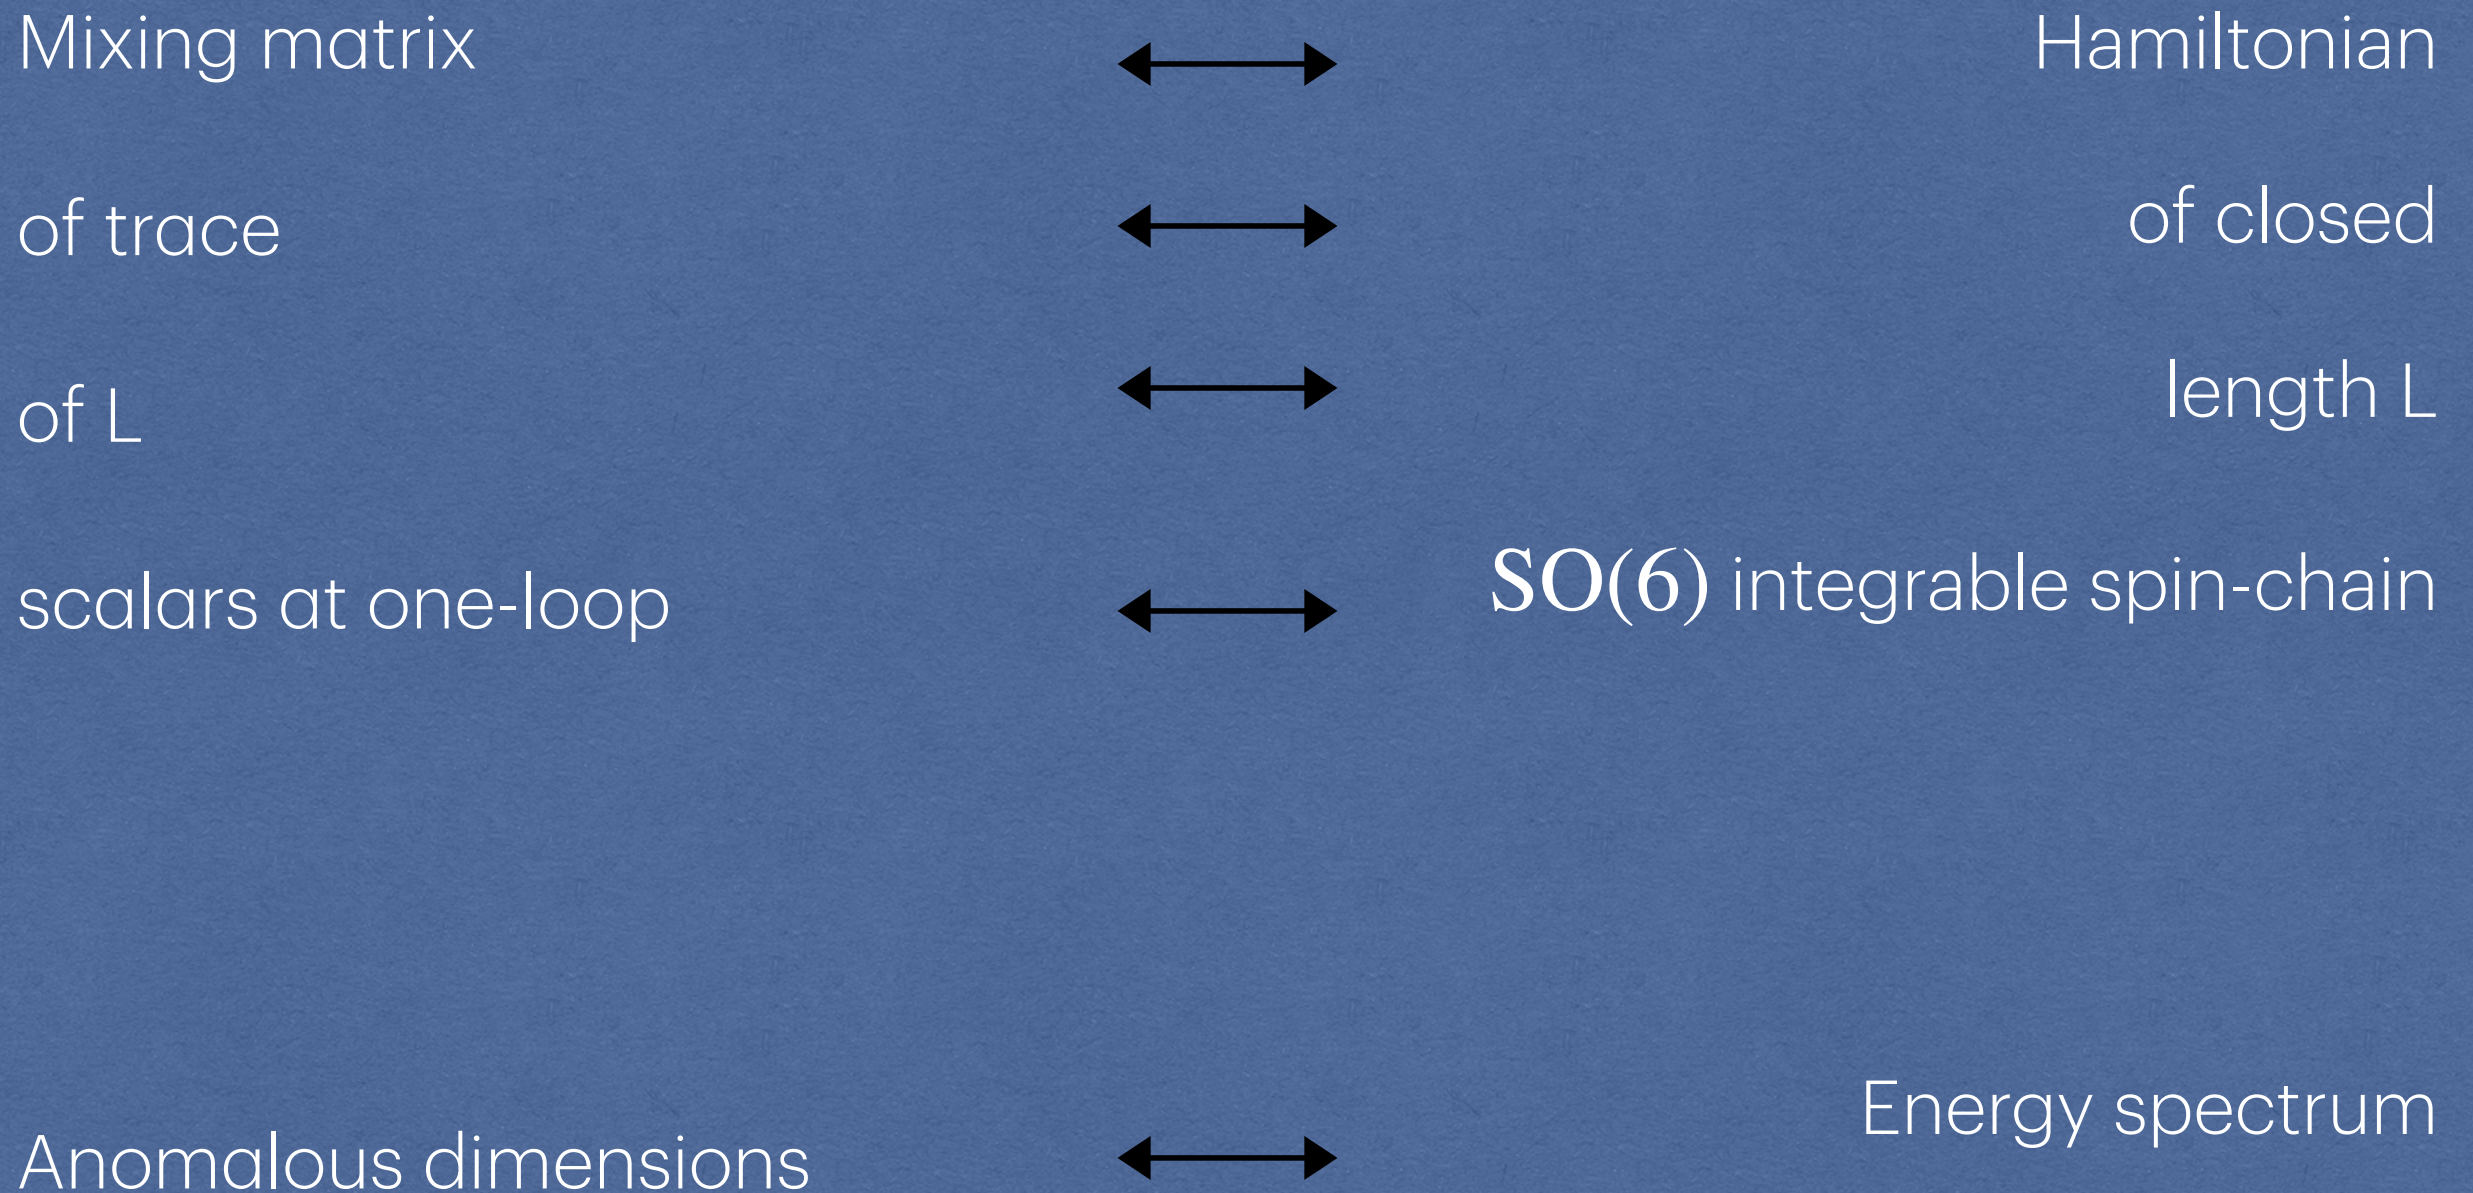 Mixing matrix
Hamiltonian
of trace
of closed
of L
length L
scalars at one-loop
SO(6) integrable spin-chain
Anomalous dimensions
Energy spectrum